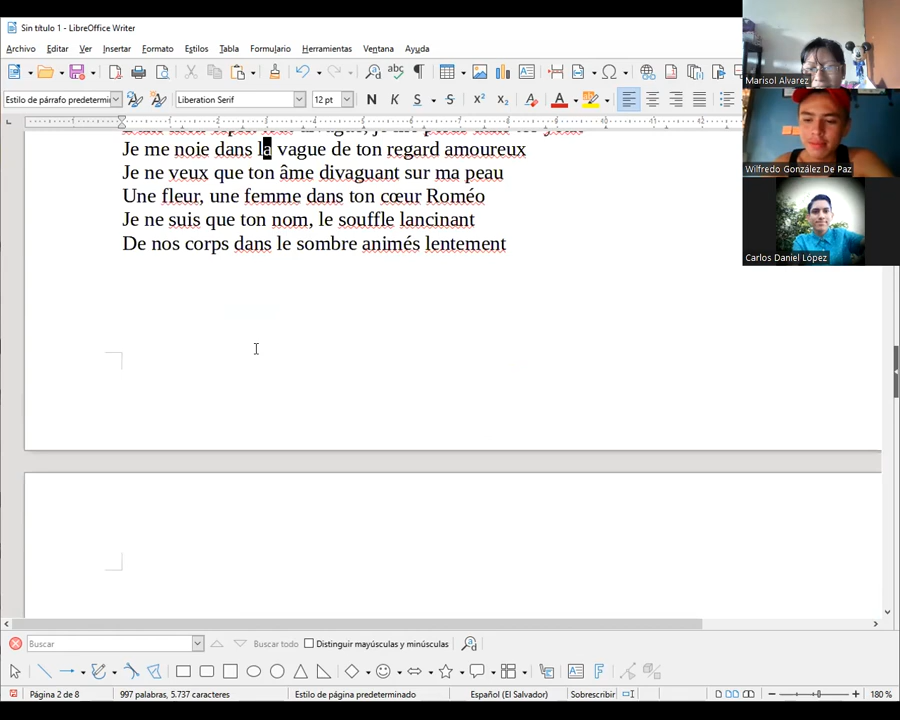 Sin título 1 - LibreOffice Writer
Archivo Editar Ver Insertar Formato Estilos Tabla Formulario Herramientas Ventana Ayuda
Estilo de párrafo predetermi Liberation Serif 12 pt N K S
Je me noie dans la vague de ton regard amoureux
Je ne veux que ton âme divaguant sur ma peau
Une fleur, une femme dans ton cœur Roméo
Je ne suis que ton nom, le souffle lancinant
De nos corps dans le sombre animés lentement
Marisol Alvarez
Wilfredo González De Paz
Carlos Daniel López
Buscar Buscar todo Distinguir mayúsculas y minúsculas
Página 2 de 8 997 palabras, 5.737 caracteres Estilo de página predeterminado Español (El Salvador) Sobrescribir 180 %